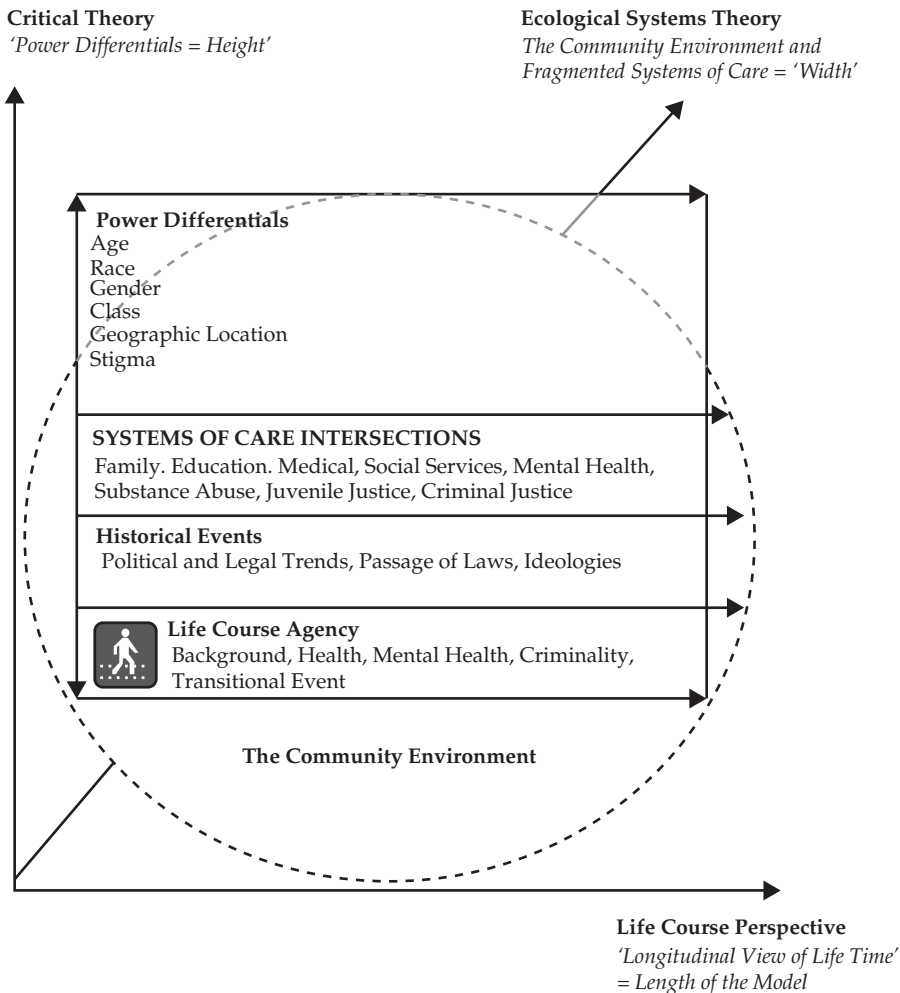 Critical Theory
‘Power Differentials = Height’
Ecological Systems Theory
The Community Environment and
Fragmented Systems of Care = ‘Width’
Power Differentials
Age
Race
Gender
Class
Geographic Location
Stigma
SYSTEMS OF CARE INTERSECTIONS
Family. Education. Medical, Social Services, Mental Health,
Substance Abuse, Juvenile Justice, Criminal Justice
Historical Events
Political and Legal Trends, Passage of Laws, Ideologies
Life Course Agency
Background, Health, Mental Health, Criminality,
Transitional Event
The Community Environment
Life Course Perspective
‘Longitudinal View of Life Time’
= Length of the Model